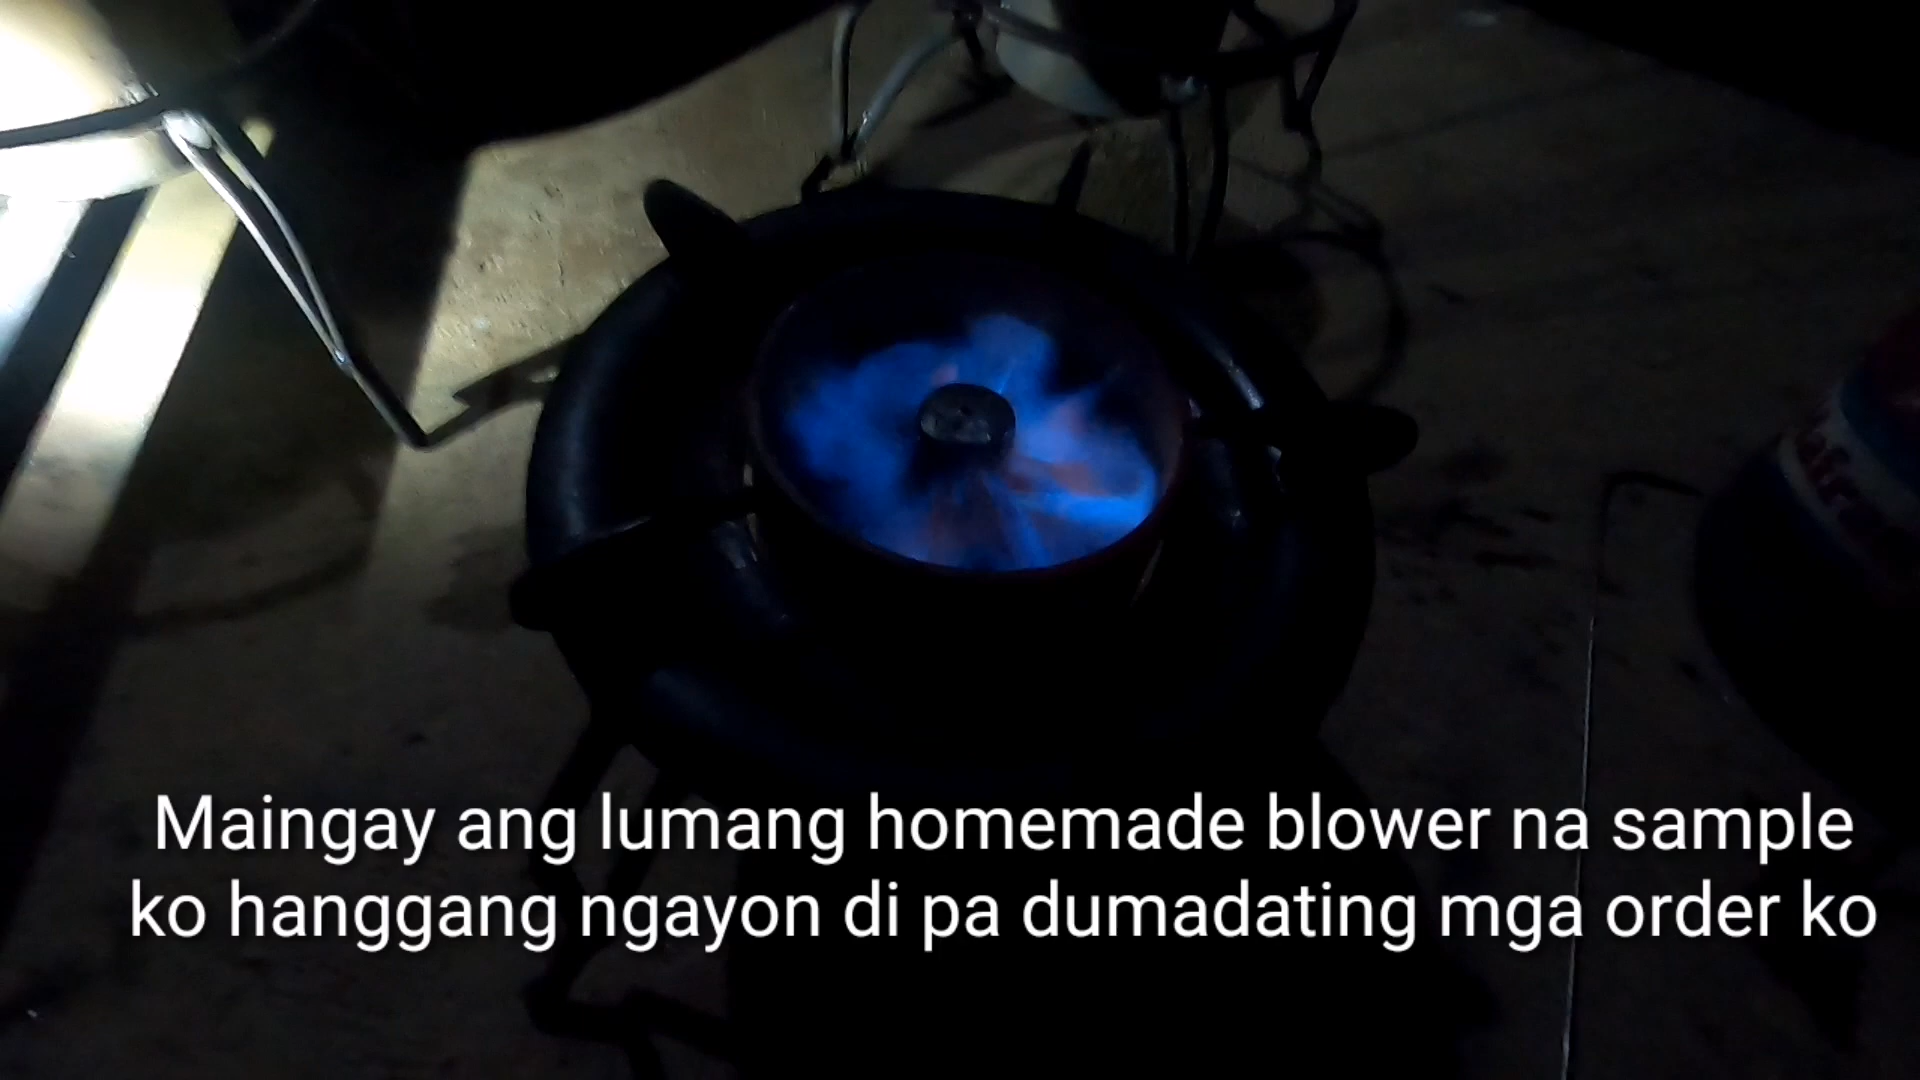 Maingay ang lumang homemade blower na sample
ko hanggang ngayon di pa dumadating mga order ko